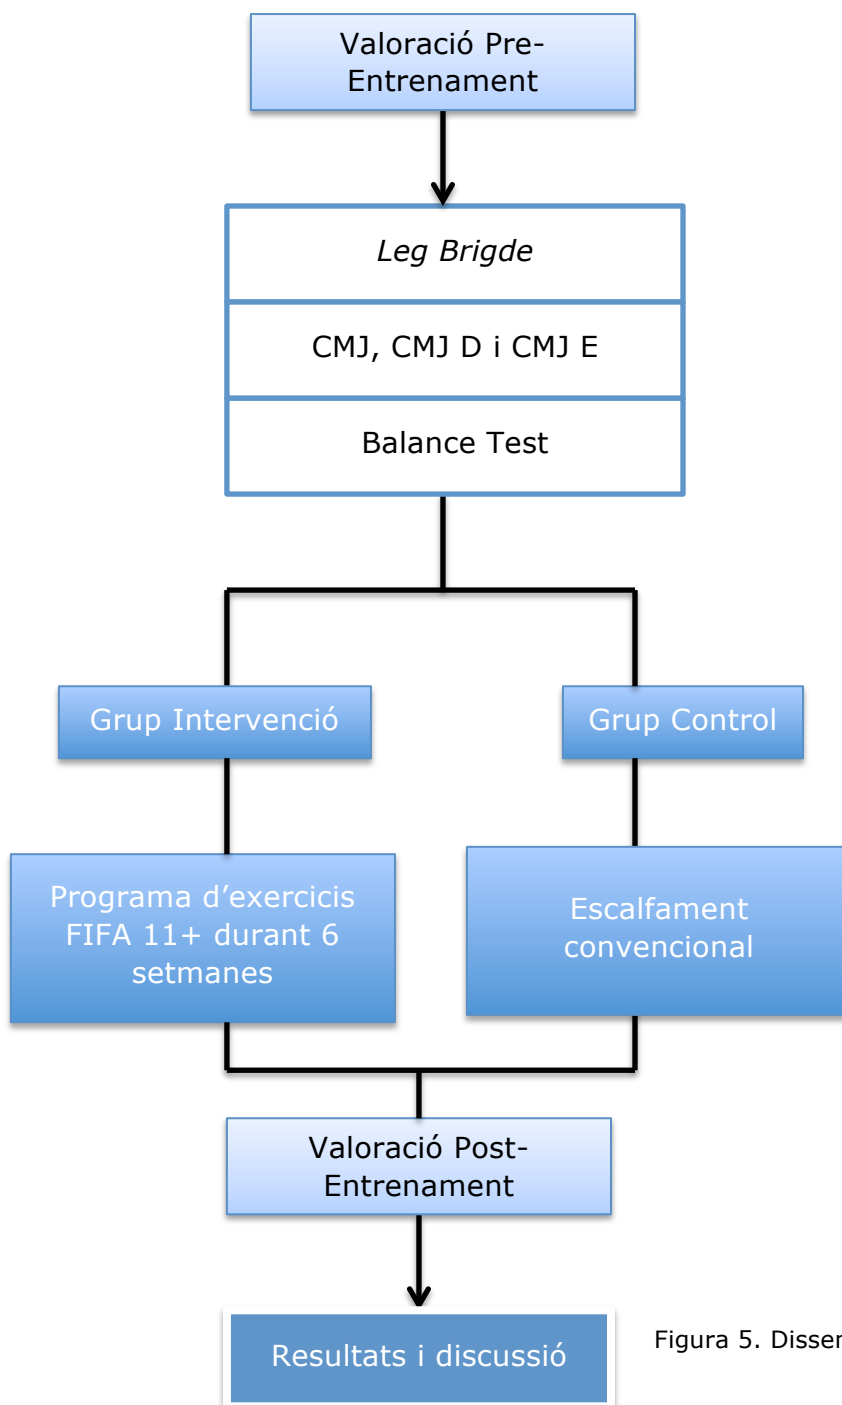 Valoració Pre-
Entrenament
Leg Brigde
CMJ, CMJ D i CMJ E
Balance Test
Grup Intervenció
Grup Control
Programa d’exercicis
FIFA 11+ durant 6
setmanes
Escalfament
convencional
Valoració Post-
Entrenament
Resultats i discussió
Figura 5.